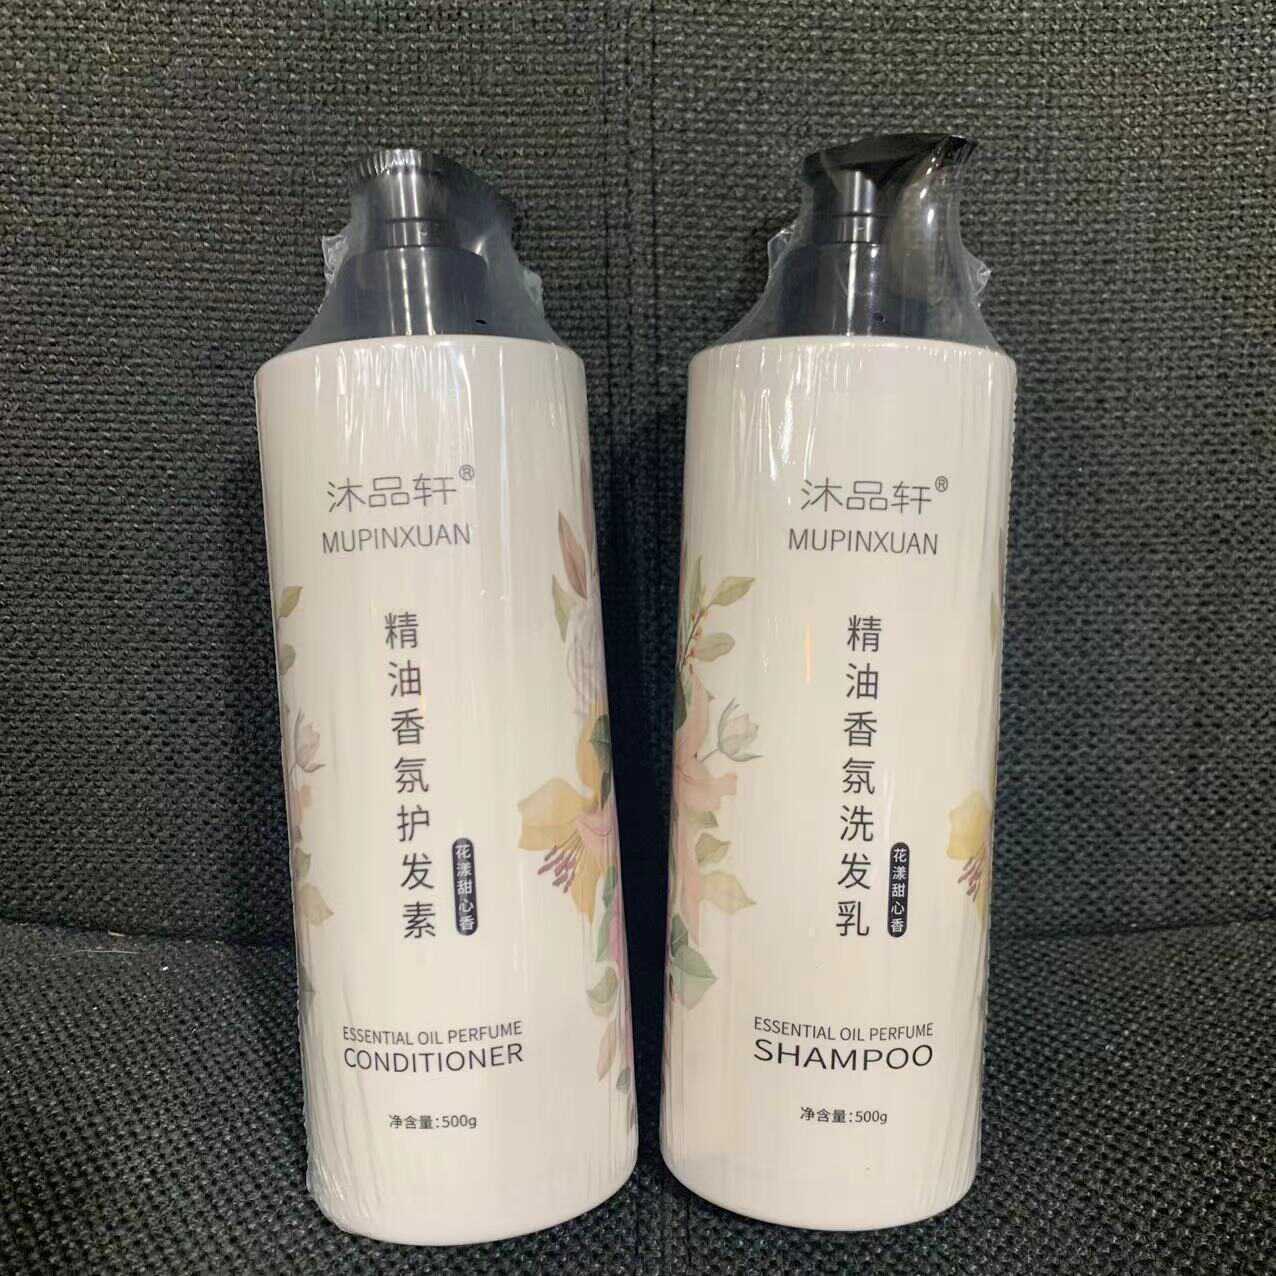 沐品轩®
MUPINXUAN
精油香氛护发素
花漾甜心香
ESSENTIAL OIL PERFUME
CONDITIONER
净含量:500g
沐品轩®
MUPINXUAN
精油香氛洗发乳
花漾甜心香
ESSENTIAL OIL PERFUME
SHAMPOO
净含量:500g